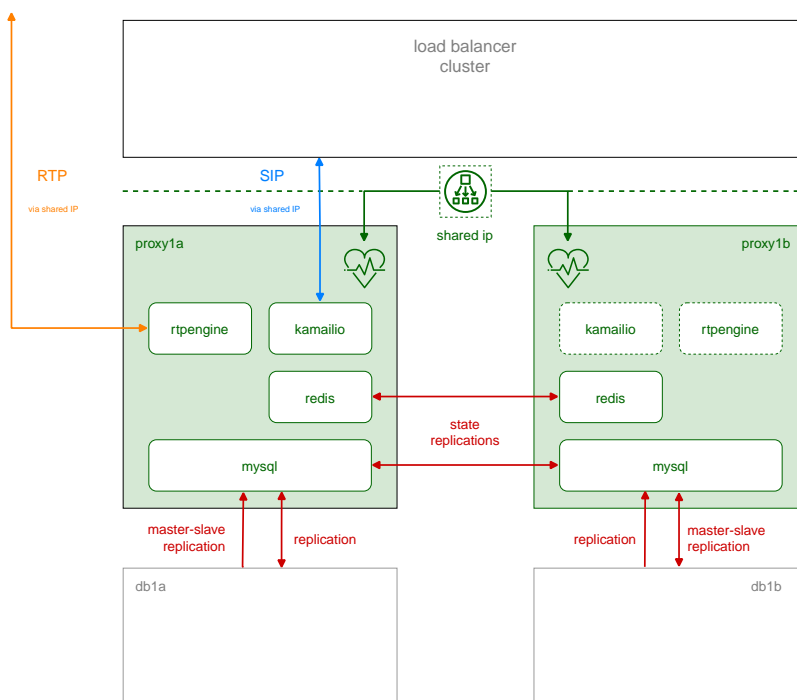 load balancer
cluster
RTP
SIP
via shared IP
via shared IP
shared ip
proxy1a
proxy1b
rtpengine
kamailio
kamailio
rtpengine
redis
redis
state
replications
mysql
mysql
master-slave
replication
replication
replication
master-slave
replication
db1a
db1b